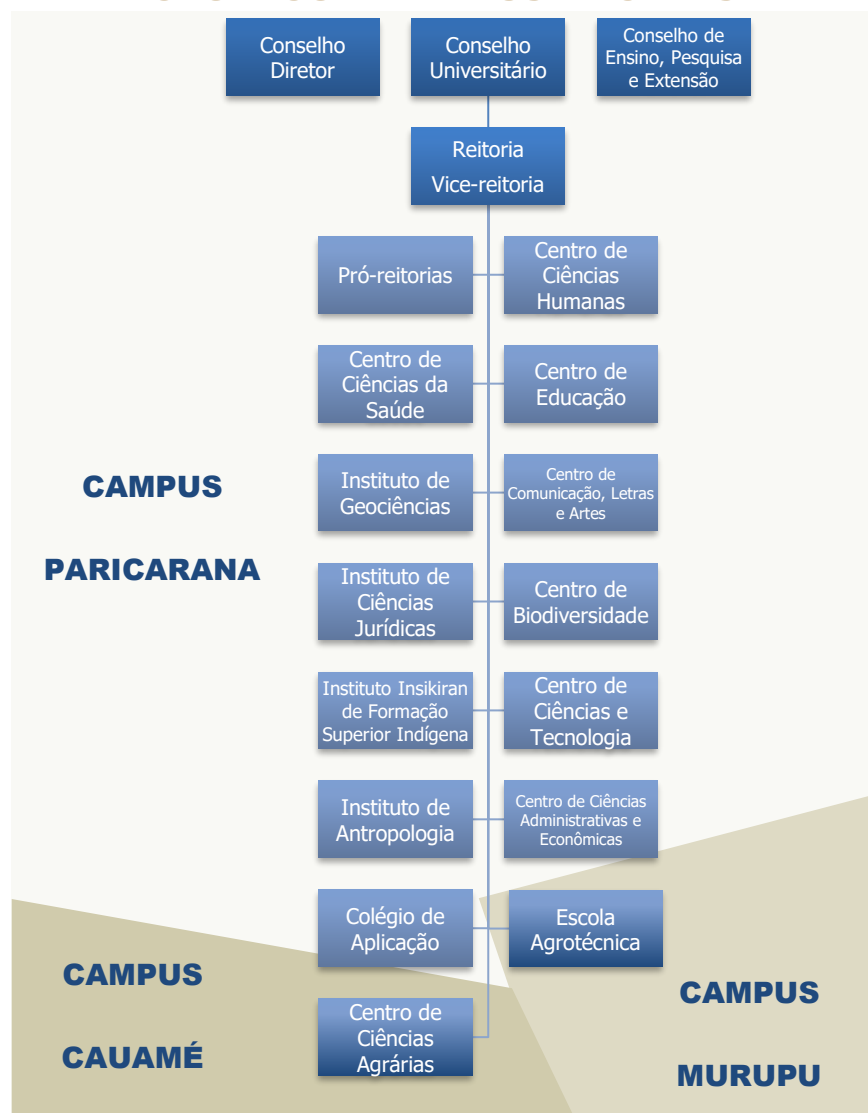 Conselho
Diretor
Conselho
Universitário
Conselho de
Ensino, Pesquisa
e Extensão
Reitoria
Vice-reitoria
Pró-reitorias
Centro de
Ciências
Humanas
Centro de
Ciências da
Saúde
Centro de
Educação
Instituto de
Geociências
Centro de
Comunicação, Letras
e Artes
Instituto de
Ciências
Jurídicas
Centro de
Biodiversidade
Instituto Insikiran
de Formação
Superior Indígena
Centro de
Ciências e
Tecnologia
Instituto de
Antropologia
Centro de Ciências
Administrativas e
Econômicas
Colégio de
Aplicação
Escola
Agrotécnica
Centro de
Ciências
Agrárias
CAMPUS
PARICARANA
CAMPUS
CAUAMÉ
CAMPUS
MURUPU